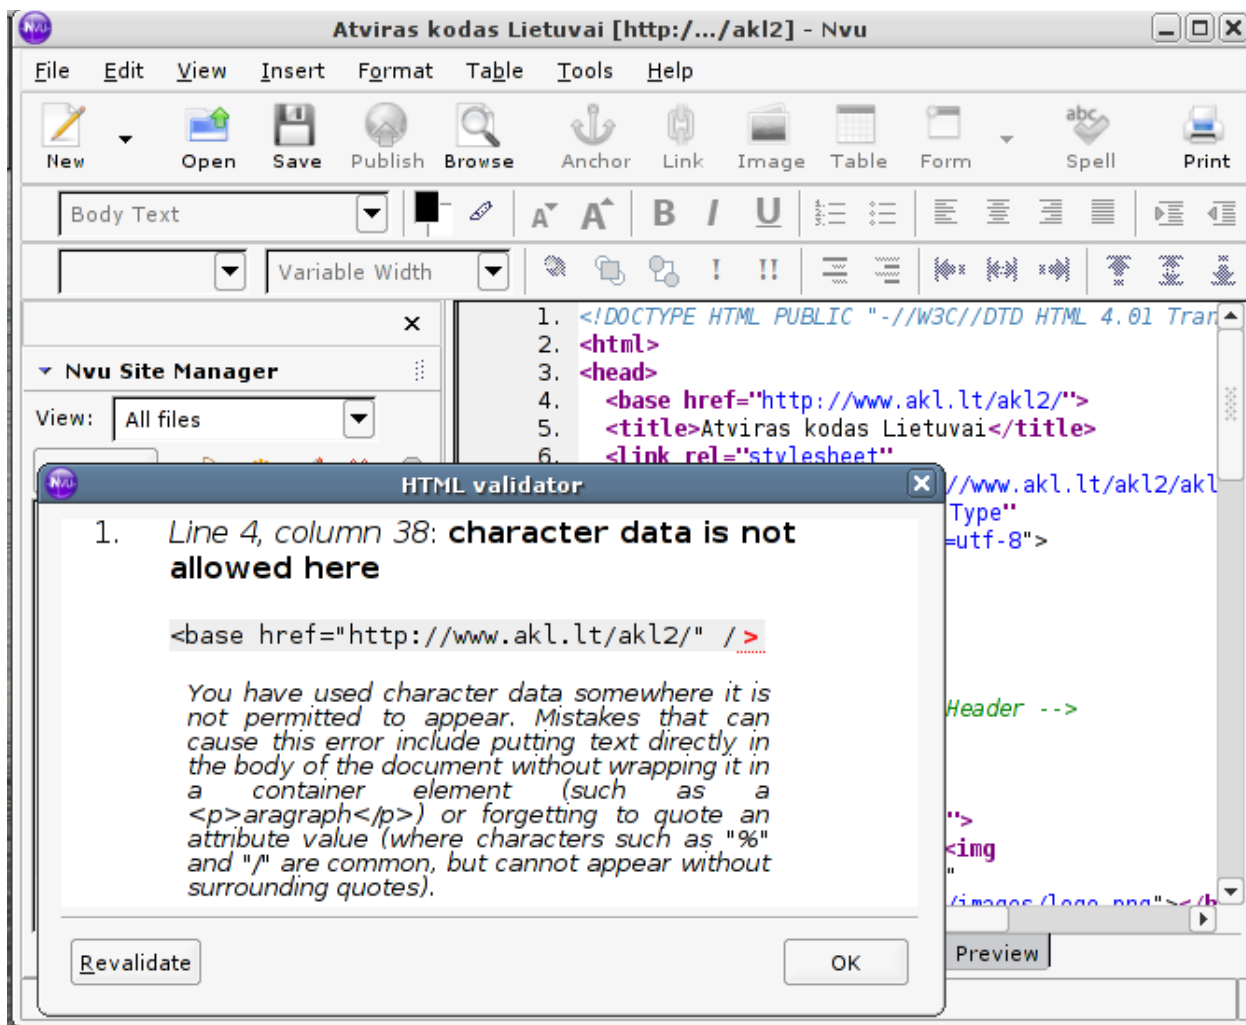 Atviras kodas Lietuvai [http:/.../akl2] - Nvu
File Edit View Insert Format Table Tools Help
New Open Save Publish Browse Anchor Link Image Table Form Spell Print
Body Text
Variable Width
Nvu Site Manager
View: All files
1. <!DOCTYPE HTML PUBLIC "-//W3C//DTD HTML 4.01 Tran
2. <html>
3. <head>
4. <base href="http://www.akl.lt/akl2/">
5. <title>Atviras kodas Lietuvai</title>
6. <link rel="stylesheet"
//www.akl.lt/akl2/akl
Type"
=utf-8">
Header -->
">
<img
"
/images/logo.png"></h
HTML validator
1. Line 4, column 38: character data is not
allowed here
<base href="http://www.akl.lt/akl2/" />
You have used character data somewhere it is
not permitted to appear. Mistakes that can
cause this error include putting text directly in
the body of the document without wrapping it in
a container element (such as a
<p>aragraph</p>) or forgetting to quote an
attribute value (where characters such as "%"
and "/" are common, but cannot appear without
surrounding quotes).
Revalidate OK
Preview